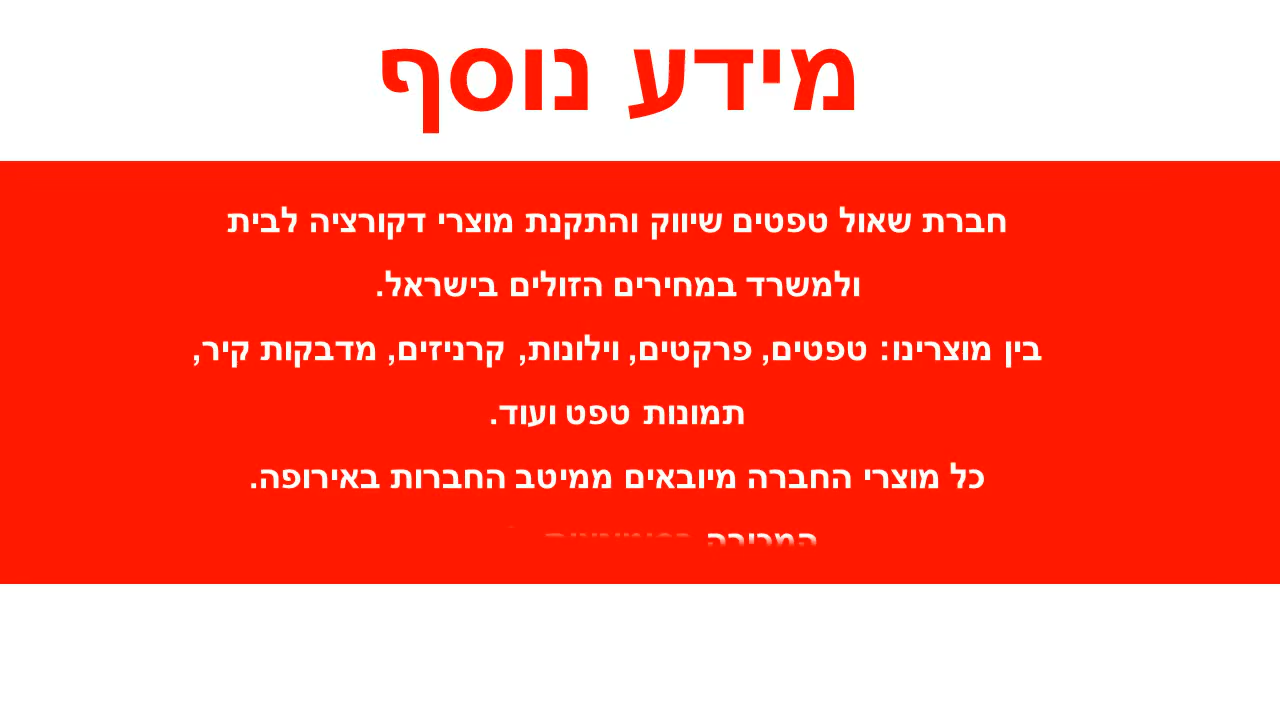 מידע נוסף
חברת שאול טפטים שיווק והתקנת מוצרי דקורציה לבית
ולמשרד במחירים הזולים בישראל.
בין מוצרינו: טפטים, פרקטים, וילונות, קרניזים, מדבקות קיר,
תמונות טפט ועוד.
כל מוצרי החברה מיובאים ממיטב החברות באירופה.
המכירה